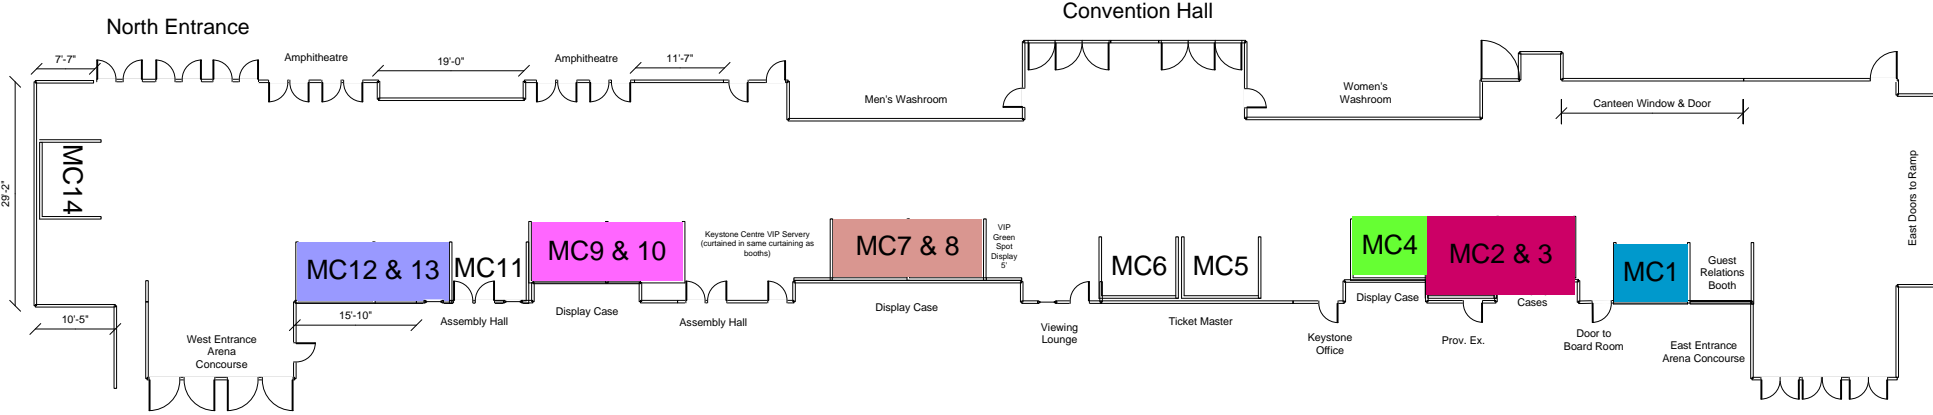 Convention Hall
North Entrance
7'-7"
Amphitheatre
19'-0"
Amphitheatre
11'-7"
Men's Washroom
Women's
Washroom
Canteen Window & Door
29'-2"
MC14
East Doors to Ramp
MC12 & 13
MC11
MC9 & 10
Keystone Centre VIP Servery
(curtained in same curtaining as
booths)
MC7 & 8
VIP
Green
Spot
Display
5'
MC6
MC5
MC4
MC2 & 3
MC1
Guest
Relations
Booth
10'-5"
15'-10"
Assembly Hall
Display Case
Assembly Hall
Display Case
Viewing
Lounge
Ticket Master
Display Case
Cases
Keystone
Office
Prov. Ex.
Door to
Board Room
East Entrance
Arena Concourse
West Entrance
Arena
Concourse